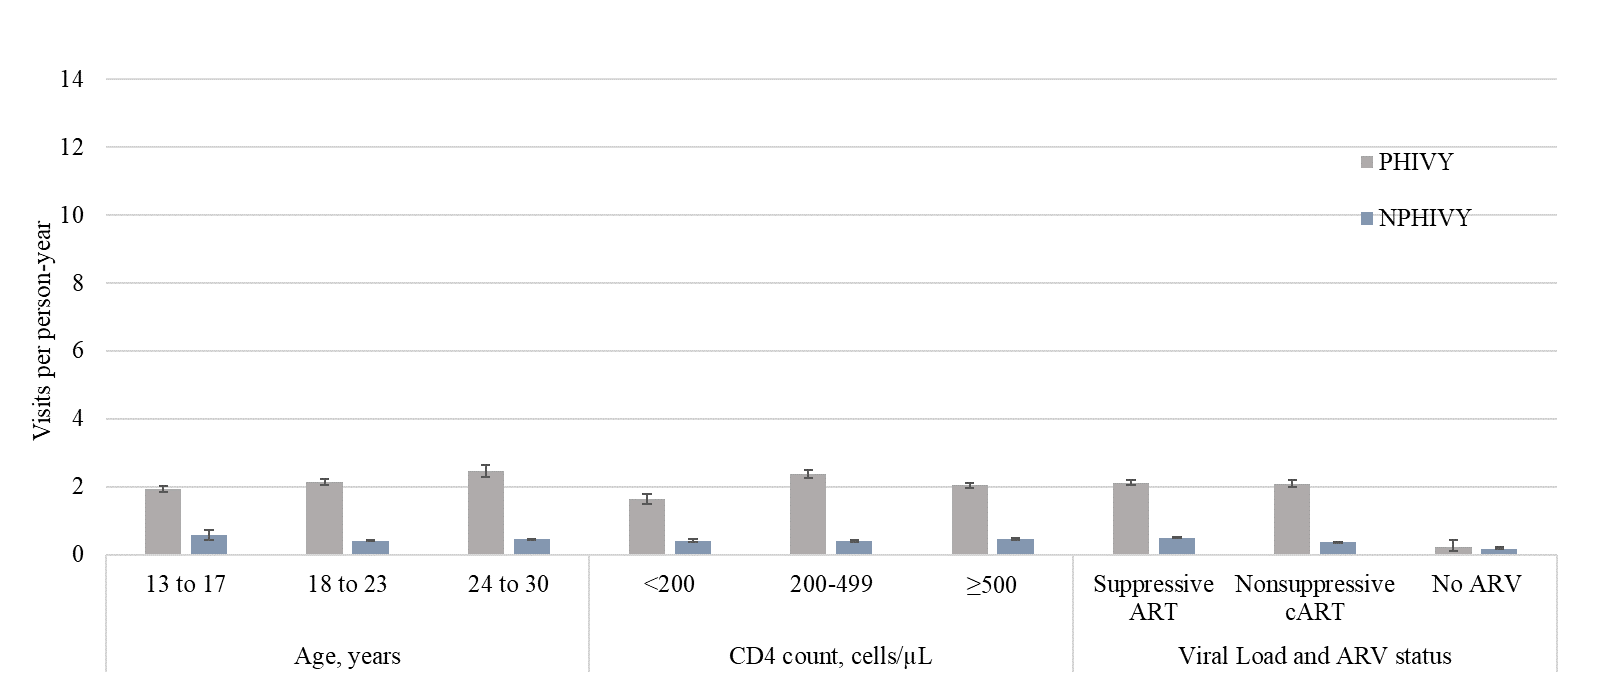 14
12
10
8
6
4
2
0
Visits per person-year
PHIVY
NPHIVY
13 to 17
18 to 23
24 to 30
<200
200-499
≥500
Suppressive
ART
Nonsuppressive
cART
No ARV
Age, years
CD4 count, cells/µL
Viral Load and ARV status